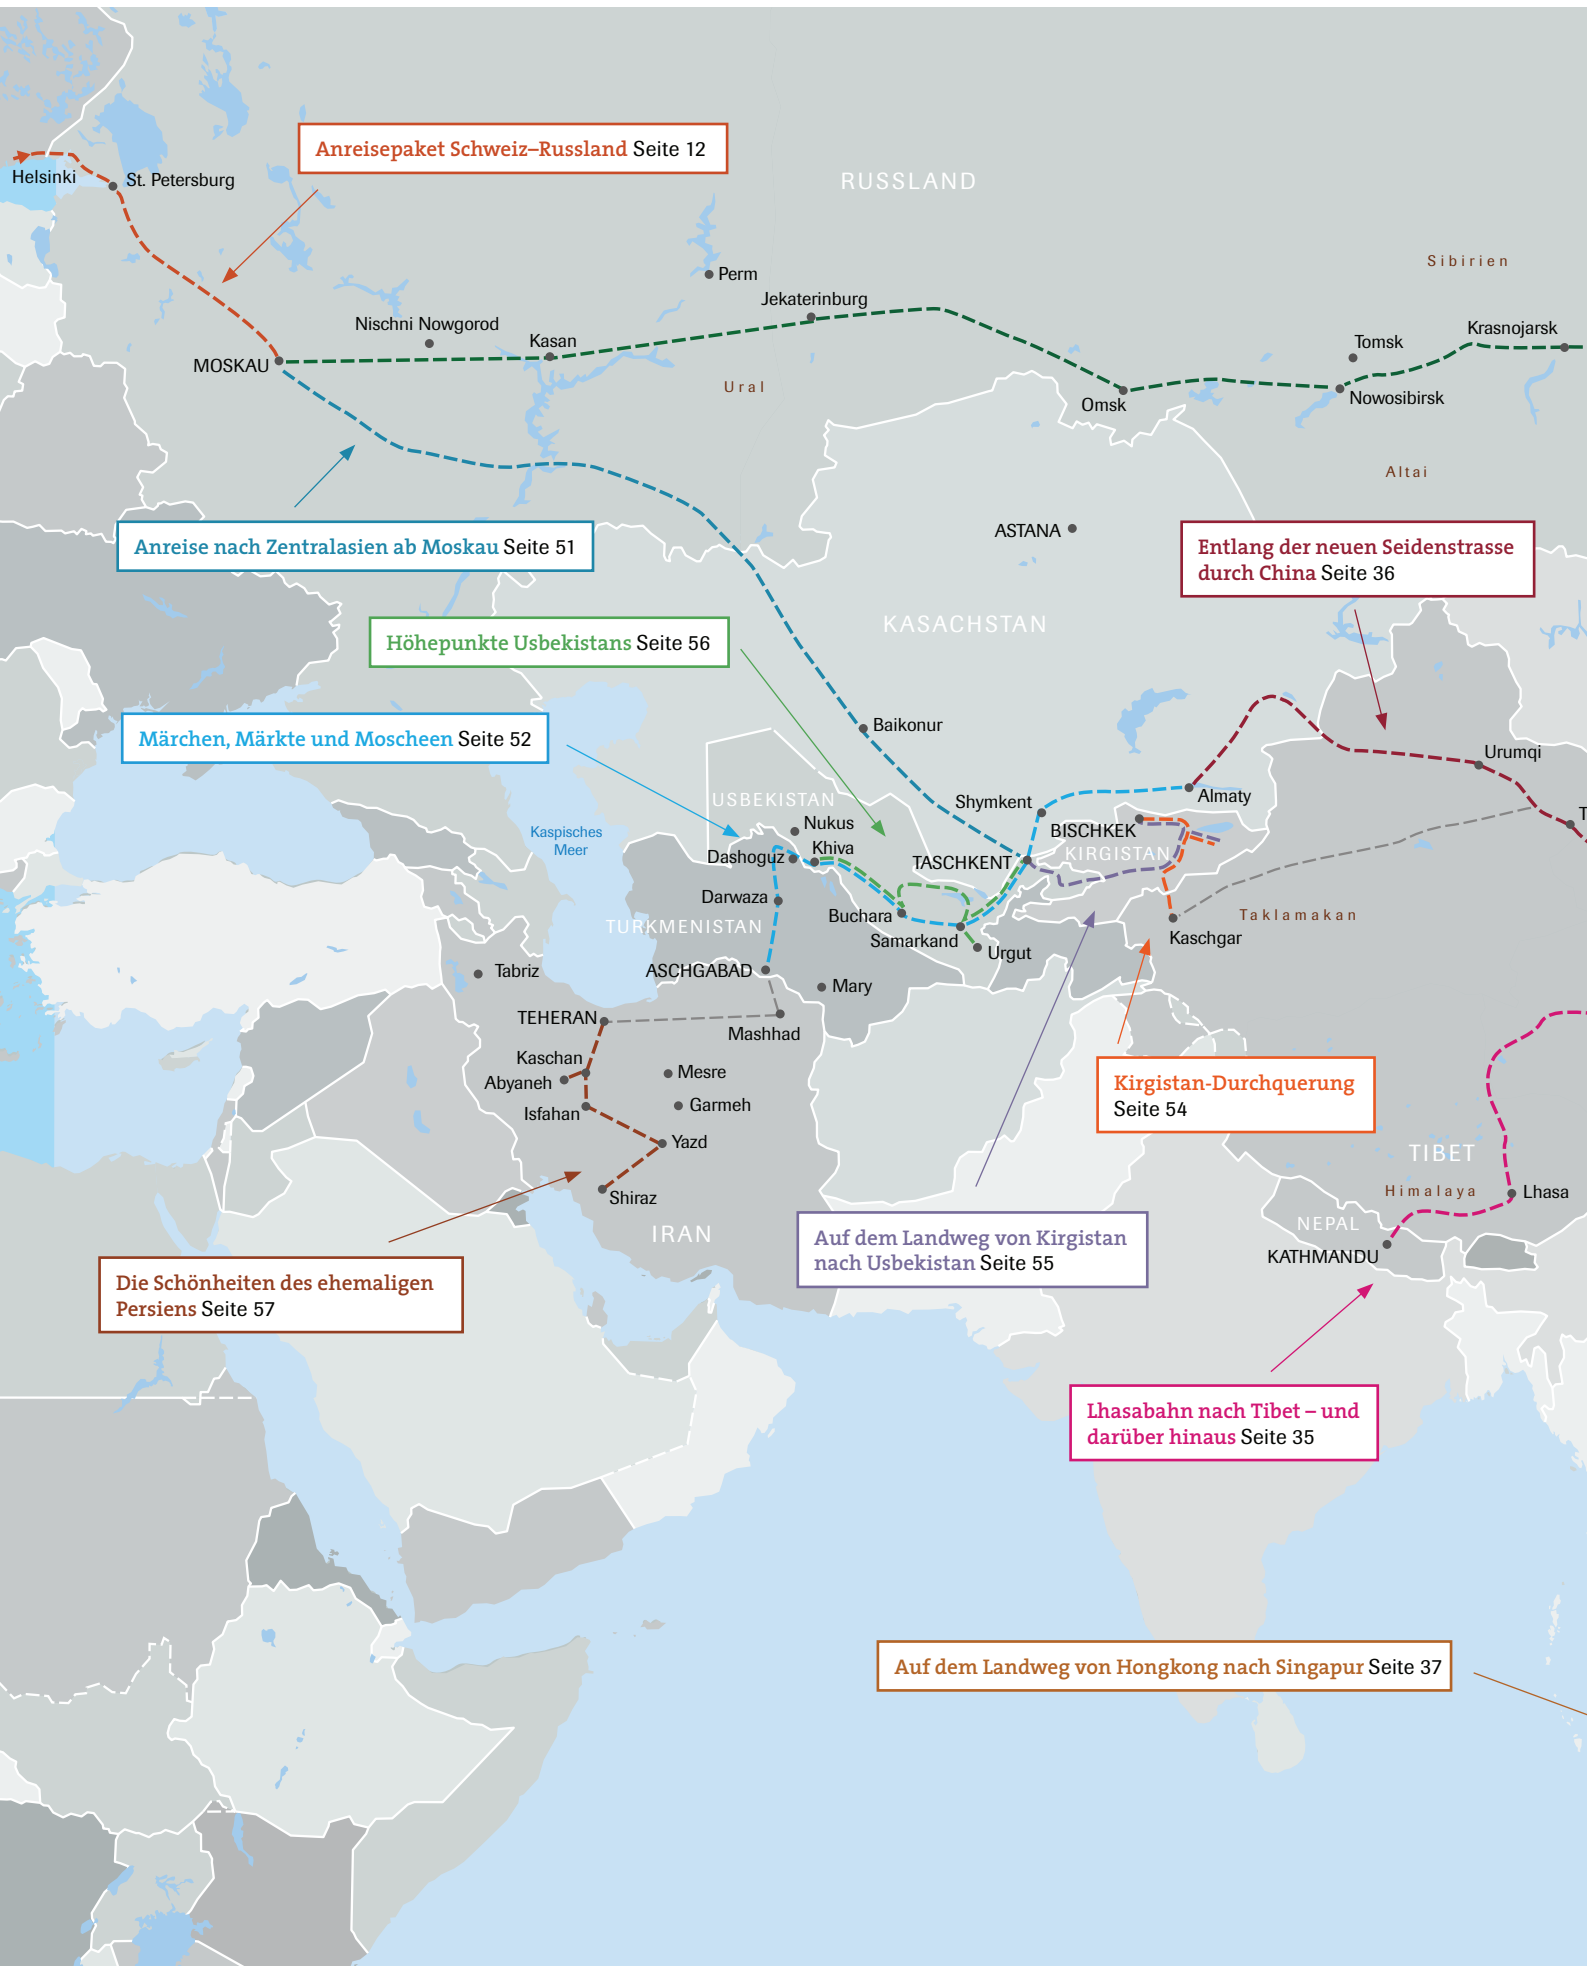 Anreisepaket Schweiz–Russland Seite 12
Helsinki
St. Petersburg
RUSSLAND
Sibirien
Perm
Jekaterinburg
Nischni Nowgorod
Kasan
Tomsk
Krasnojarsk
MOSKAU
Ural
Omsk
Nowosibirsk
Altai
ASTANA
Anreise nach Zentralasien ab Moskau Seite 51
Entlang der neuen Seidenstrasse
durch China Seite 36
KASACHSTAN
Höhepunkte Usbekistans Seite 56
Baikonur
Märchen, Märkte und Moscheen Seite 52
Urumqi
USBEKISTAN
Shymkent
Almaty
T
Kaspisches
Meer
Nukus
BISCHKEK
Dashoguz
Khiva
TASCHKENT
KIRGISTAN
Darwaza
Buchara
Taklamakan
TURKMENISTAN
Samarkand
Kaschgar
Urgut
Tabriz
ASCHGABAD
Mary
TEHERAN
Mashhad
Kaschan
Mesre
Abyaneh
Garmeh
Isfahan
Kirgistan-Durchquerung
Seite 54
Yazd
TIBET
Shiraz
Himalaya
Lhasa
IRAN
NEPAL
KATHMANDU
Auf dem Landweg von Kirgistan
nach Usbekistan Seite 55
Die Schönheiten des ehemaligen
Persiens Seite 57
Lhasabahn nach Tibet – und
darüber hinaus Seite 35
Auf dem Landweg von Hongkong nach Singapur Seite 37